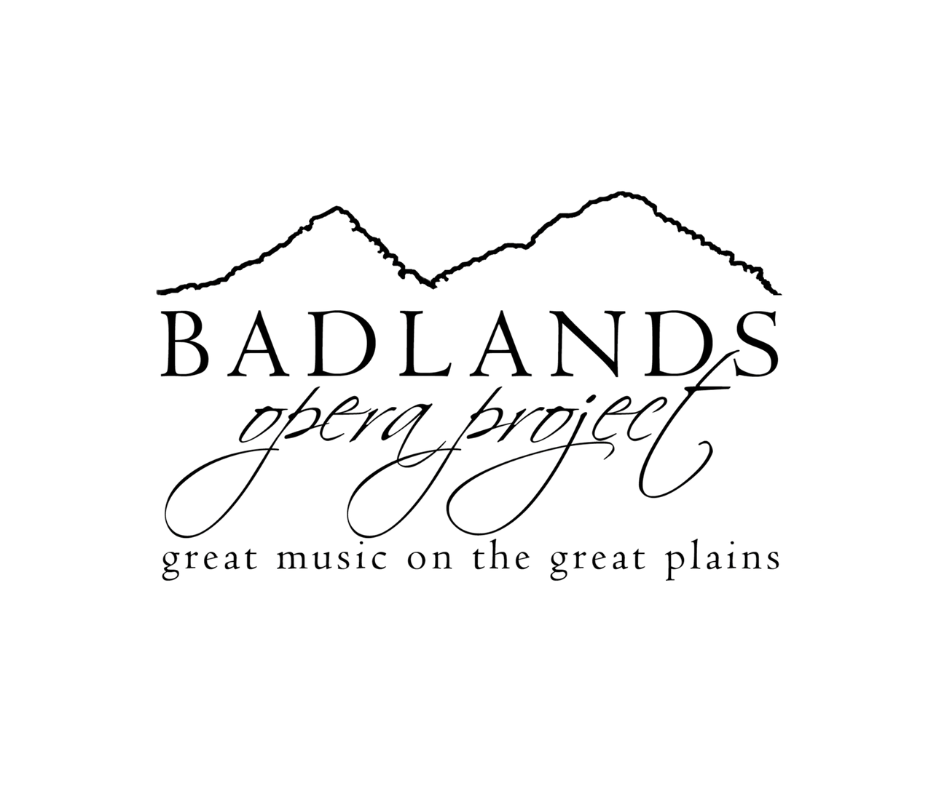 BADLANDS
opera project
great music on the great plains